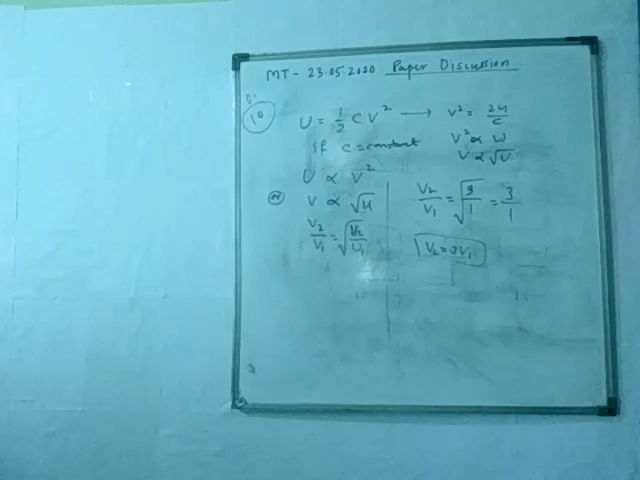 MT - 23.05.2020 Paper Discussion
10
U = 1/2 CV² → V² = 2U/C
If C = constant
V² ∝ U
V ∝ √U
U ∝ V²
V ∝ √U
V₂/V₁ = √U₂/U₁
V₂/V₁ = √9/1 = 3/1
V₂ = 3V₁